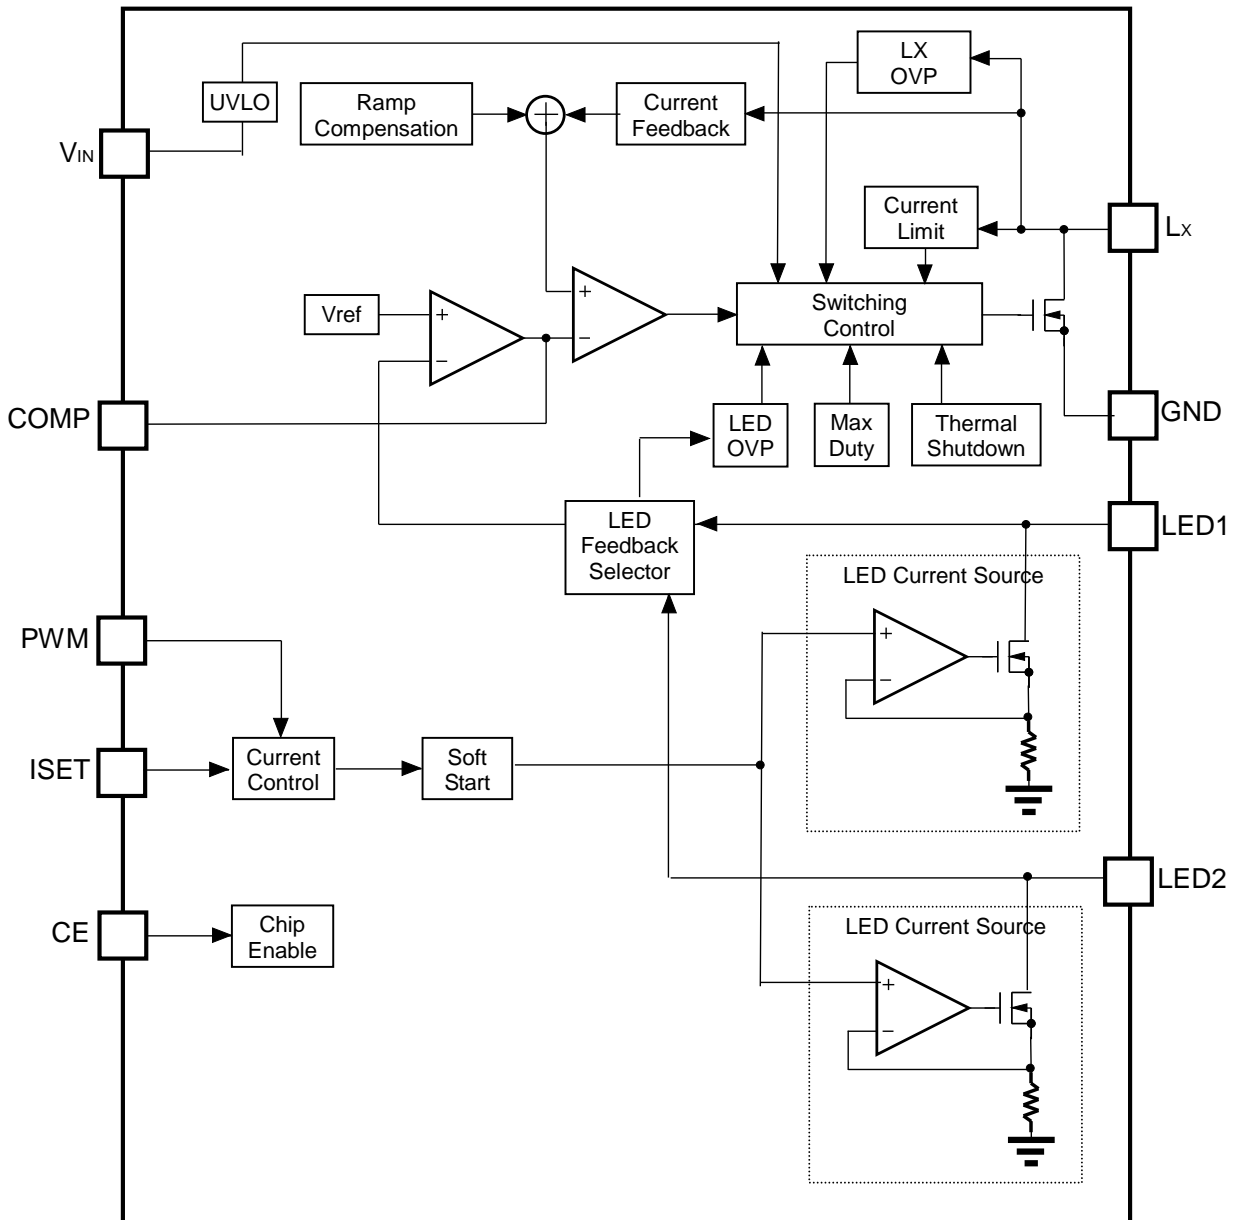 LX
OVP
UVLO
Ramp
Compensation
Current
Feedback
VIN
Current
Limit
LX
Vref
+
−
+
−
Switching
Control
COMP
LED
OVP
Max
Duty
Thermal
Shutdown
GND
LED
Feedback
Selector
LED1
LED Current Source
+
−
PWM
ISET
Current
Control
Soft
Start
LED2
CE
Chip
Enable
LED Current Source
+
−